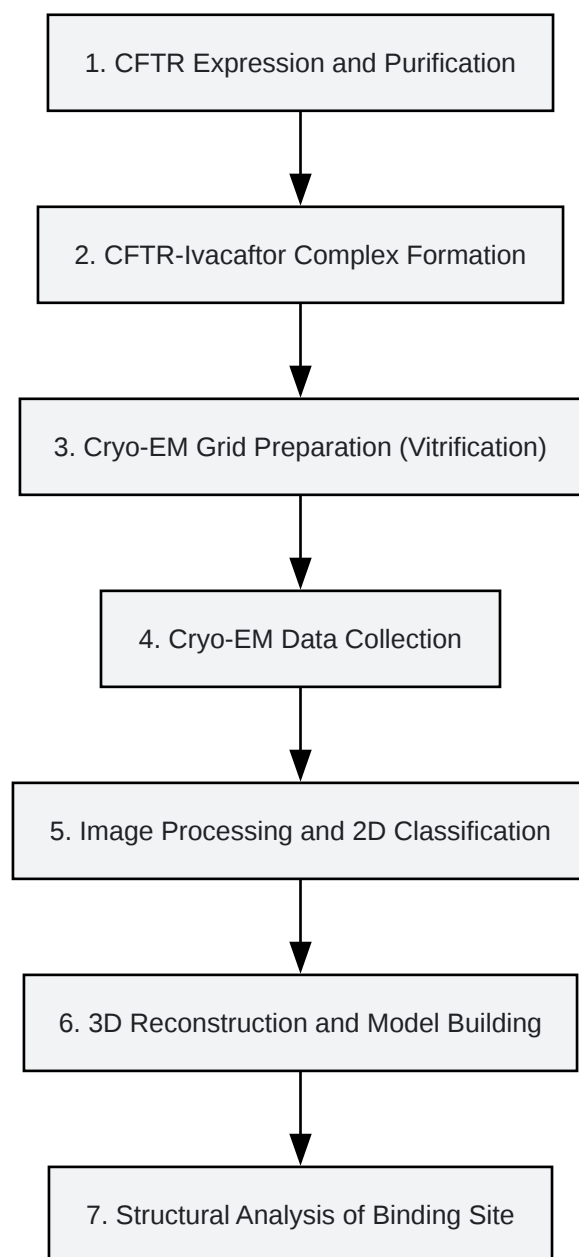 1. CFTR Expression and Purification
2. CFTR-Ivacaftor Complex Formation
3. Cryo-EM Grid Preparation (Vitrification)
4. Cryo-EM Data Collection
5. Image Processing and 2D Classification
6. 3D Reconstruction and Model Building
7. Structural Analysis of Binding Site